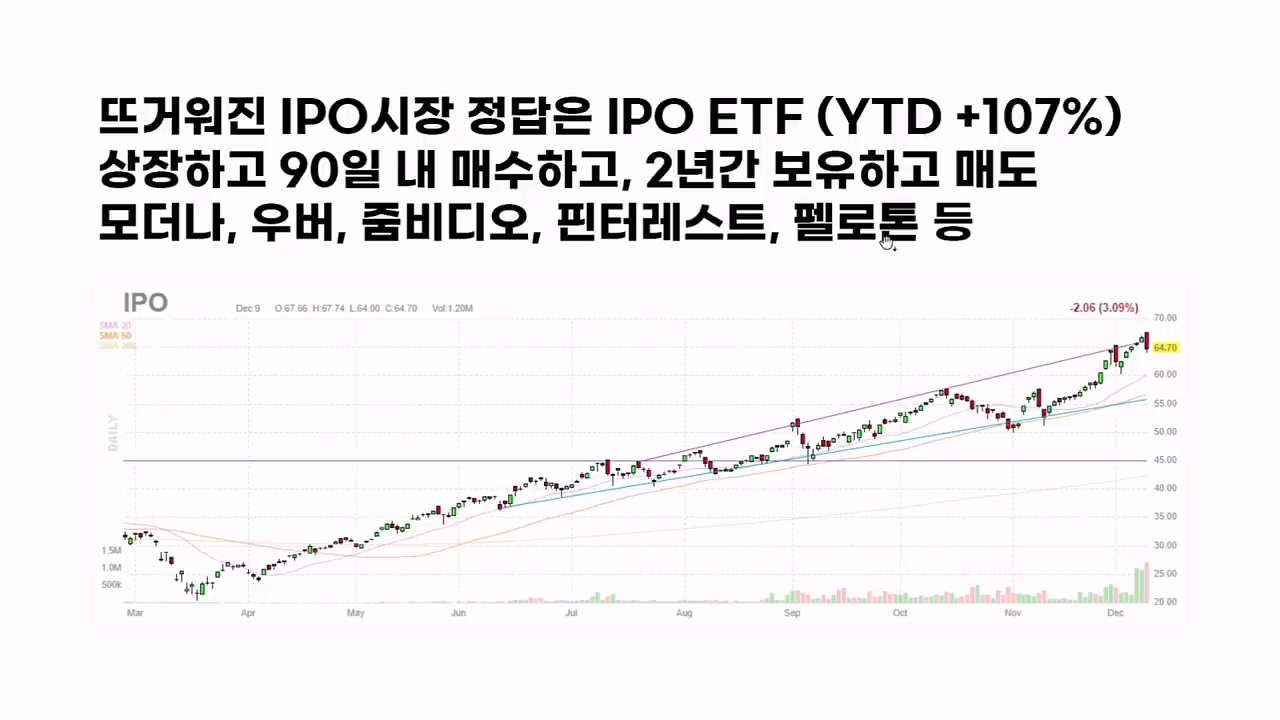 뜨거워진 IPO시장 정답은 IPO ETF (YTD +107%)
상장하고 90일 내 매수하고, 2년간 보유하고 매도
모더나, 우버, 줌비디오, 핀터레스트, 펠로톤 등
IPO
Dec 9 O:67.66 H:67.74 L:64.00 C:64.70 Vol:1.20M
-2.06 (3.09%)
SMA 20
SMA 50
SMA 200
DAILY
70.00
64.70
60.00
55.00
50.00
45.00
40.00
35.00
30.00
25.00
20.00
1.5M
1.0M
500k
Mar Apr May Jun Jul Aug Sep Oct Nov Dec